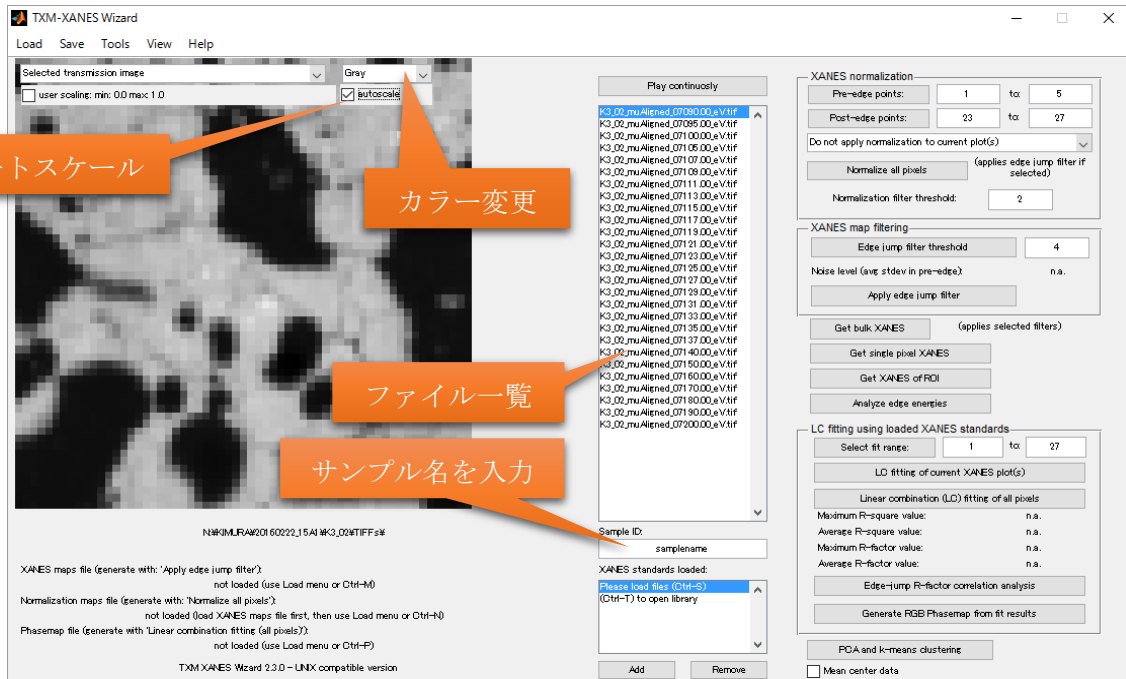 TXM-XANES Wizard
Load Save Tools View Help
Selected transmission image
Gray
user scaling: min: 0.0 max: 1.0
autoscale
ートスケール
カラー変更
ファイル一覧
サンプル名を入力
N:¥KIMURA¥20160222_15A1¥K3_02¥TIFFs¥
XANES maps file (generate with: 'Apply edge jump filter'):
not loaded (use Load menu or Ctrl-M)
Normalization maps file (generate with: 'Normalize all pixels'):
not loaded (load XANES maps file first, then use Load menu or Ctrl-N)
Phasemap file (generate with 'Linear combination fitting (all pixels)'):
not loaded (use Load menu or Ctrl-P)
TXM XANES Wizard 2.3.0 - UNIX compatible version
Play continuosly
K3_02_muAligned_07090.00_eV.tif
K3_02_muAligned_07095.00_eV.tif
K3_02_muAligned_07100.00_eV.tif
K3_02_muAligned_07105.00_eV.tif
K3_02_muAligned_07107.00_eV.tif
K3_02_muAligned_07109.00_eV.tif
K3_02_muAligned_07111.00_eV.tif
K3_02_muAligned_07113.00_eV.tif
K3_02_muAligned_07115.00_eV.tif
K3_02_muAligned_07117.00_eV.tif
K3_02_muAligned_07119.00_eV.tif
K3_02_muAligned_07121.00_eV.tif
K3_02_muAligned_07123.00_eV.tif
K3_02_muAligned_07125.00_eV.tif
K3_02_muAligned_07127.00_eV.tif
K3_02_muAligned_07129.00_eV.tif
K3_02_muAligned_07131.00_eV.tif
K3_02_muAligned_07133.00_eV.tif
K3_02_muAligned_07135.00_eV.tif
K3_02_muAligned_07137.00_eV.tif
K3_02_muAligned_07140.00_eV.tif
K3_02_muAligned_07150.00_eV.tif
K3_02_muAligned_07160.00_eV.tif
K3_02_muAligned_07170.00_eV.tif
K3_02_muAligned_07180.00_eV.tif
K3_02_muAligned_07190.00_eV.tif
K3_02_muAligned_07200.00_eV.tif
Sample ID:
samplename
XANES standards loaded:
Please load files (Ctrl-S)
(Ctrl-T) to open library
Add Remove
XANES normalization
Pre-edge points: 1 to: 5
Post-edge points: 23 to: 27
Do not apply normalization to current plot(s)
Normalize all pixels
(applies edge jump filter if
selected)
Normalization filter threshold: 2
XANES map filtering
Edge jump filter threshold 4
Noise level (avg stdev in pre-edge): n.a.
Apply edge jump filter
Get bulk XANES (applies selected filters)
Get single pixel XANES
Get XANES of ROI
Analyze edge energies
LC fitting using loaded XANES standards
Select fit range: 1 to: 27
LC fitting of current XANES plot(s)
Linear combination (LC) fitting of all pixels
Maximum R-square value: n.a.
Average R-square value: n.a.
Maximum R-factor value: n.a.
Average R-factor value: n.a.
Edge-jump R-factor correlation analysis
Generate RGB Phasemap from fit results
PCA and k-means clustering
Mean center data